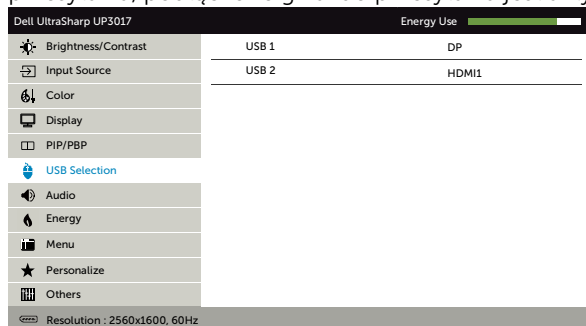 Dell UltraSharp UP3017 Energy Use
Brightness/Contrast USB 1 DP
Input Source USB 2 HDMI1
Color
Display
PIP/PBP
USB Selection
Audio
Energy
Menu
Personalize
Others
Resolution : 2560x1600, 60Hz